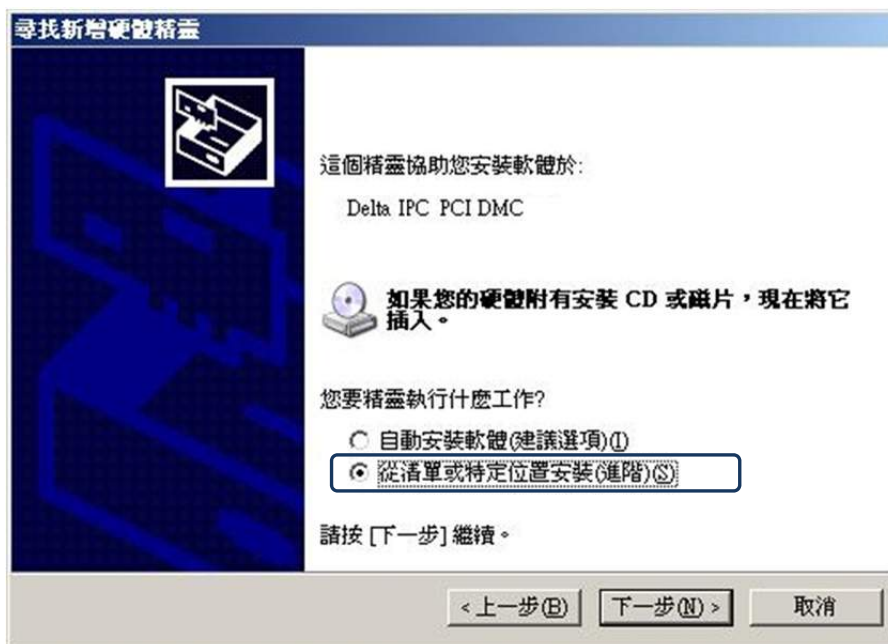 尋找新增硬體精靈
這個精靈協助您安裝軟體於:
Delta IPC PCI DMC
如果您的硬體附有安裝 CD 或磁片，現在將它
插入。
您要精靈執行什麼工作?
自動安裝軟體(建議選項)(I)
從清單或特定位置安裝(進階)(S)
請按 [下一步] 繼續。
< 上一步(B)
下一步(N) >
取消